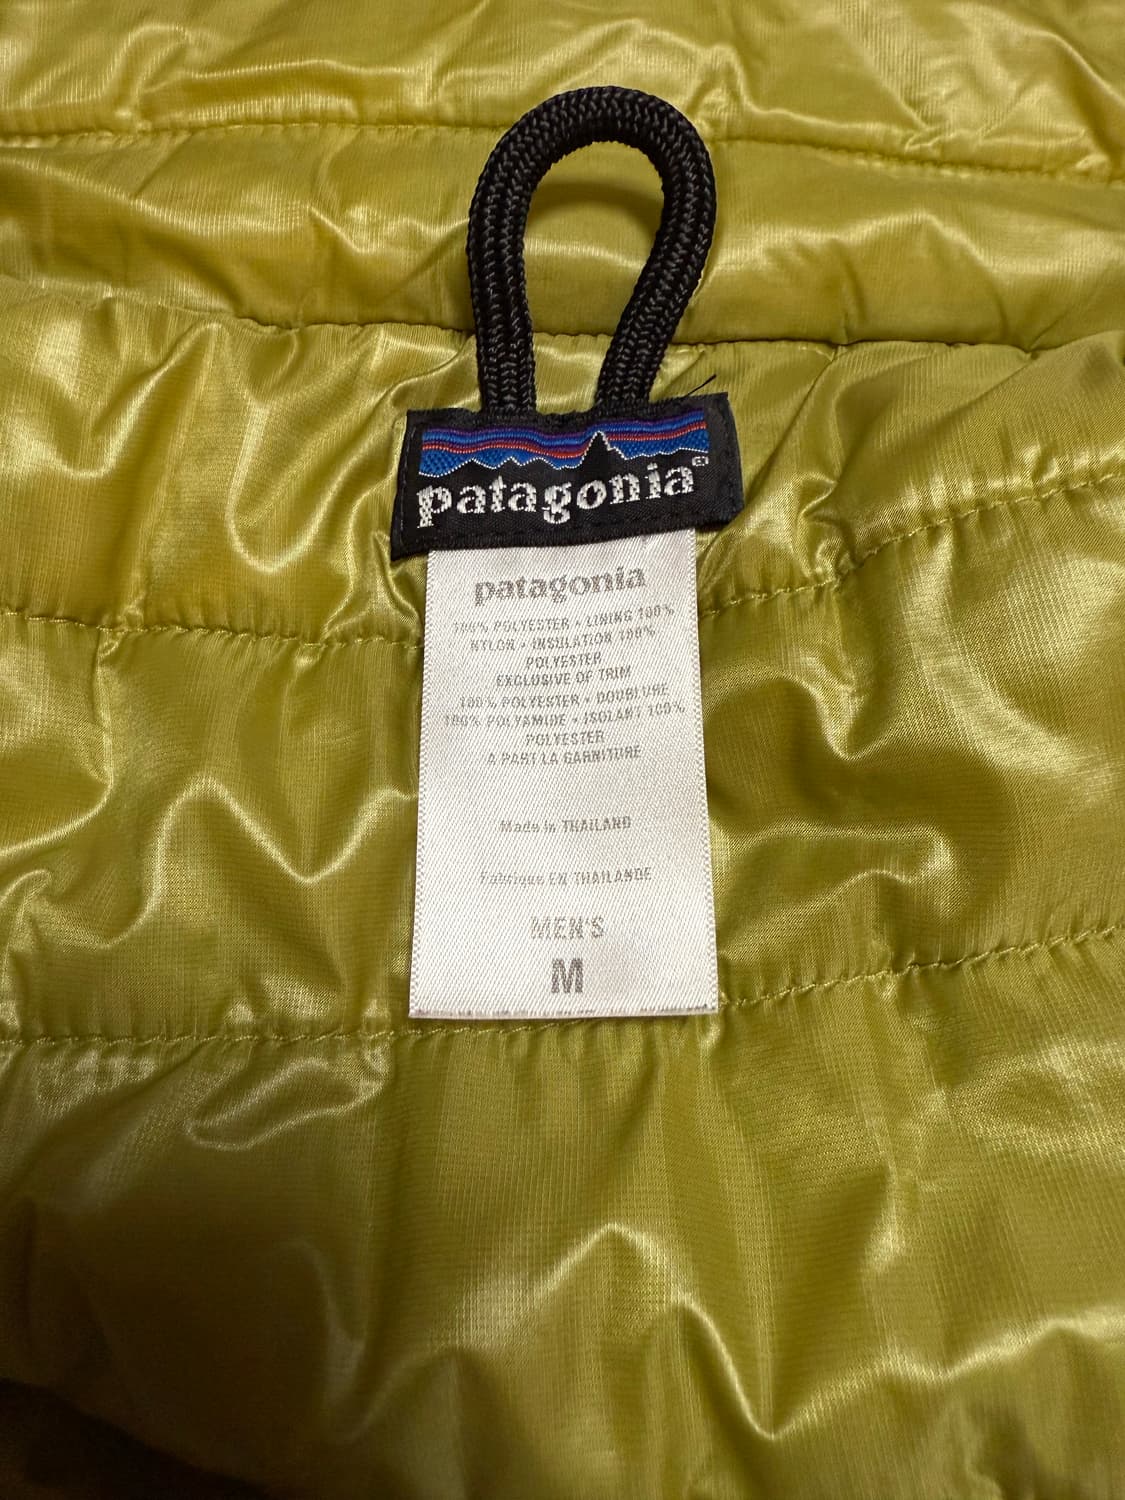 patagonia®
patagonia
100% POLYESTER • LINING 100%
NYLON • INSULATION 100%
POLYESTER
EXCLUSIVE OF TRIM
100% POLYESTER • DOUBLURE
100% POLYAMIDE • ISOLANT 100%
POLYESTER
A PART LA GARNITURE
Made in THAILAND
Fabrique EN THAILANDE
MEN'S
M